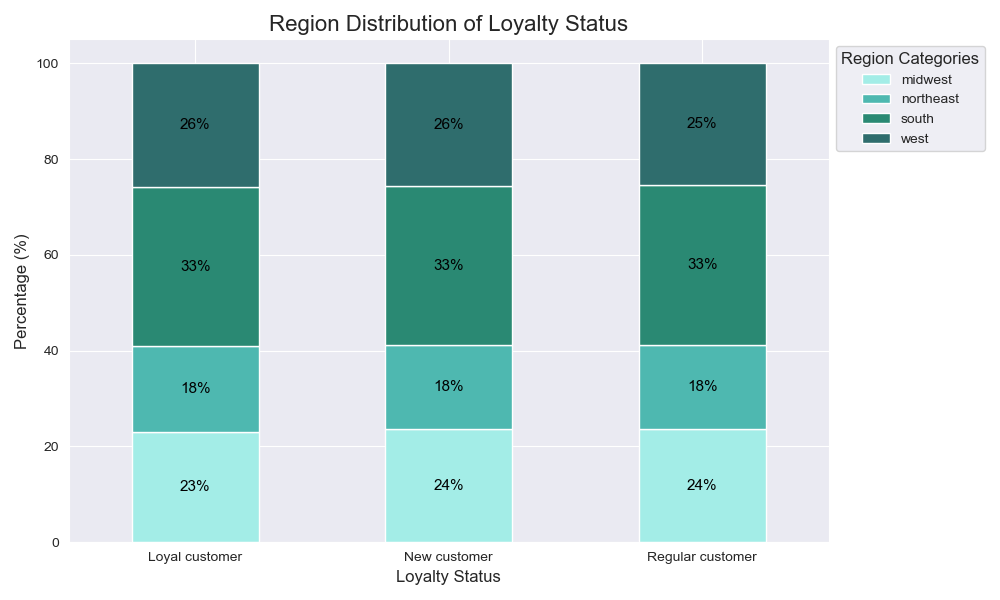 Region Distribution of Loyalty Status
Region Categories
midwest
northeast
south
west
Percentage (%)
100
80
60
40
20
0
26%
26%
25%
33%
33%
33%
18%
18%
18%
23%
24%
24%
Loyal customer
New customer
Regular customer
Loyalty Status